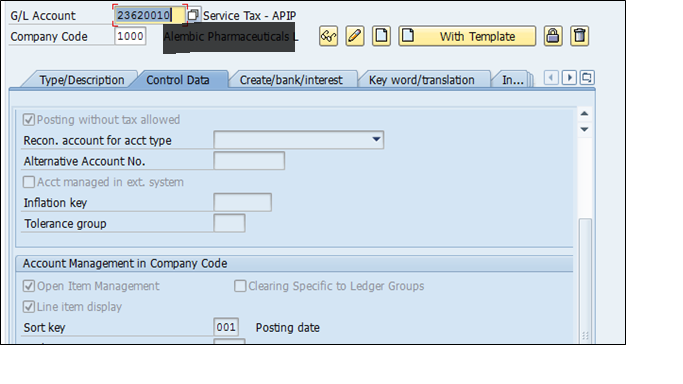 G/L Account 23620010 Service Tax - APIP
Company Code 1000 Alembic Pharmaceuticals L
With Template
Type/Description Control Data Create/bank/interest Key word/translation In...
Posting without tax allowed
Recon. account for acct type
Alternative Account No.
Acct managed in ext. system
Inflation key
Tolerance group
Account Management in Company Code
Open Item Management Clearing Specific to Ledger Groups
Line item display
Sort key 001 Posting date